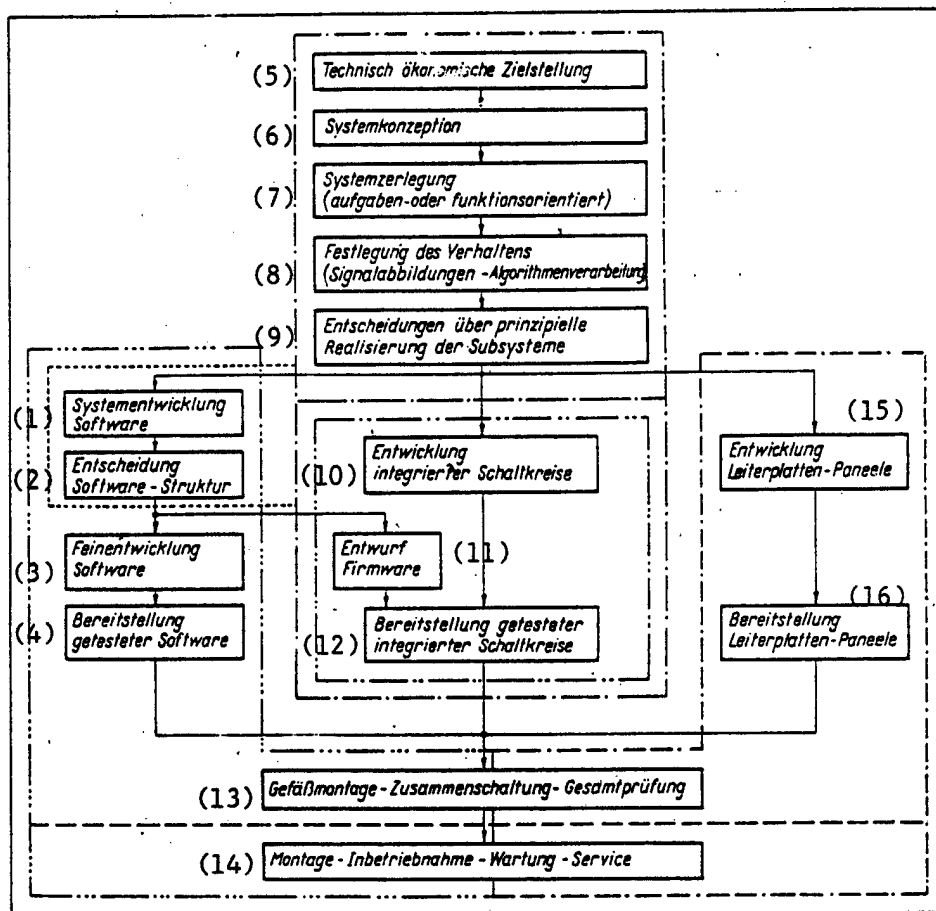 (5) Technisch ökonomische Zielstellung
(6) Systemkonzeption
(7) Systemzerlegung
(aufgaben-oder funktionsorientiert)
(8) Festlegung des Verhaltens
(Signalabbildungen-Algorithmenverarbeitung)
(9) Entscheidungen über prinzipielle
Realisierung der Subsysteme
(1) Systementwicklung
Software
(2) Entscheidung
Software-Struktur
(3) Feinentwicklung
Software
(4) Bereitstellung
getesteter Software
(10) Entwicklung
integrierter Schaltkreise
(11) Entwurf
Firmware
(12) Bereitstellung getesteter
integrierter Schaltkreise
(15)
Entwicklung
Leiterplatten-Paneele
(16)
Bereitstellung
Leiterplatten-Paneele
(13) Gefäßmontage-Zusammenschaltung-Gesamtprüfung
(14) Montage-Inbetriebnahme-Wartung-Service